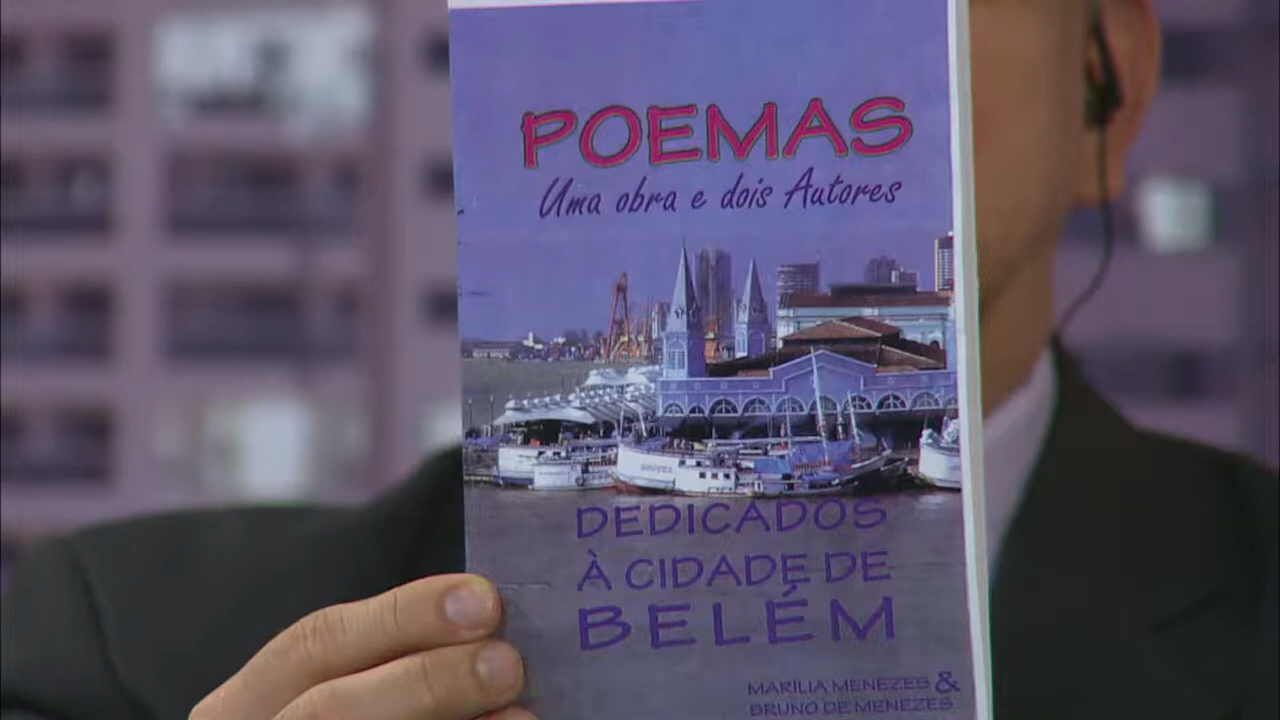 POEMAS
Uma obra e dois Autores
DEDICADOS
À CIDADE DE
BELÉM
MARÍLIA MENEZES &
BRUNO DE MENEZES